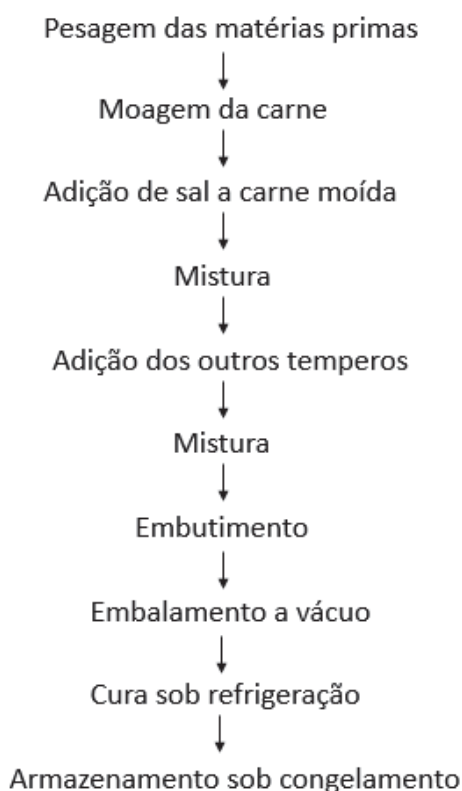 Pesagem das matérias primas
Moagem da carne
Adição de sal a carne moída
Mistura
Adição dos outros temperos
Mistura
Embutimento
Embalamento a vácuo
Cura sob refrigeração
Armazenamento sob congelamento